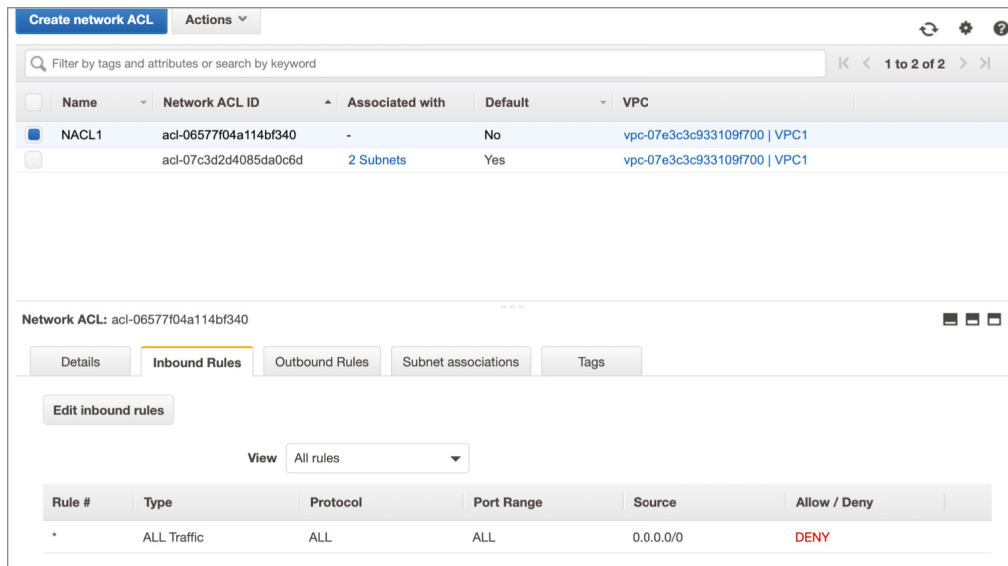 Create network ACL Actions
Filter by tags and attributes or search by keyword 1 to 2 of 2
Name Network ACL ID Associated with Default VPC
NACL1 acl-06577f04a114bf340 - No vpc-07e3c3c933109f700 | VPC1
acl-07c3d2d4085da0c6d 2 Subnets Yes vpc-07e3c3c933109f700 | VPC1
Network ACL: acl-06577f04a114bf340
Details Inbound Rules Outbound Rules Subnet associations Tags
Edit inbound rules
View All rules
Rule # Type Protocol Port Range Source Allow / Deny
* ALL Traffic ALL ALL 0.0.0.0/0 DENY